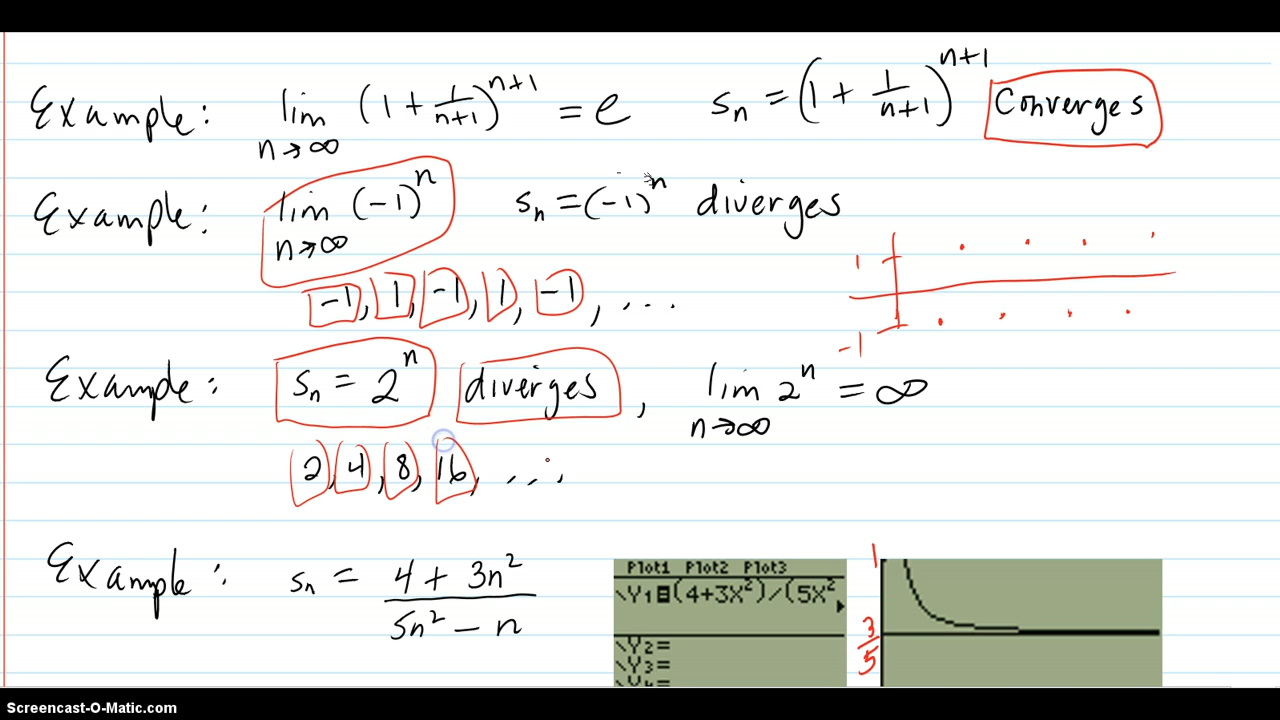 Example: lim n→∞ (1 + 1/(n+1))^(n+1) = e   s_n = (1 + 1/(n+1))^(n+1) Converges
Example: lim n→∞ (-1)^n   s_n = (-1)^n diverges
1
-1, 1, -1, 1, -1, ...
-1
Example: s_n = 2^n diverges, lim n→∞ 2^n = ∞
2, 4, 8, 16, ...
Example: s_n = (4 + 3n^2)/(5n^2 - n)
Plot1 Plot2 Plot3
\Y1=(4+3X^2)/(5X^2
\Y2=
\Y3=
\Y4=
1
3/5
Screencast-O-Matic.com